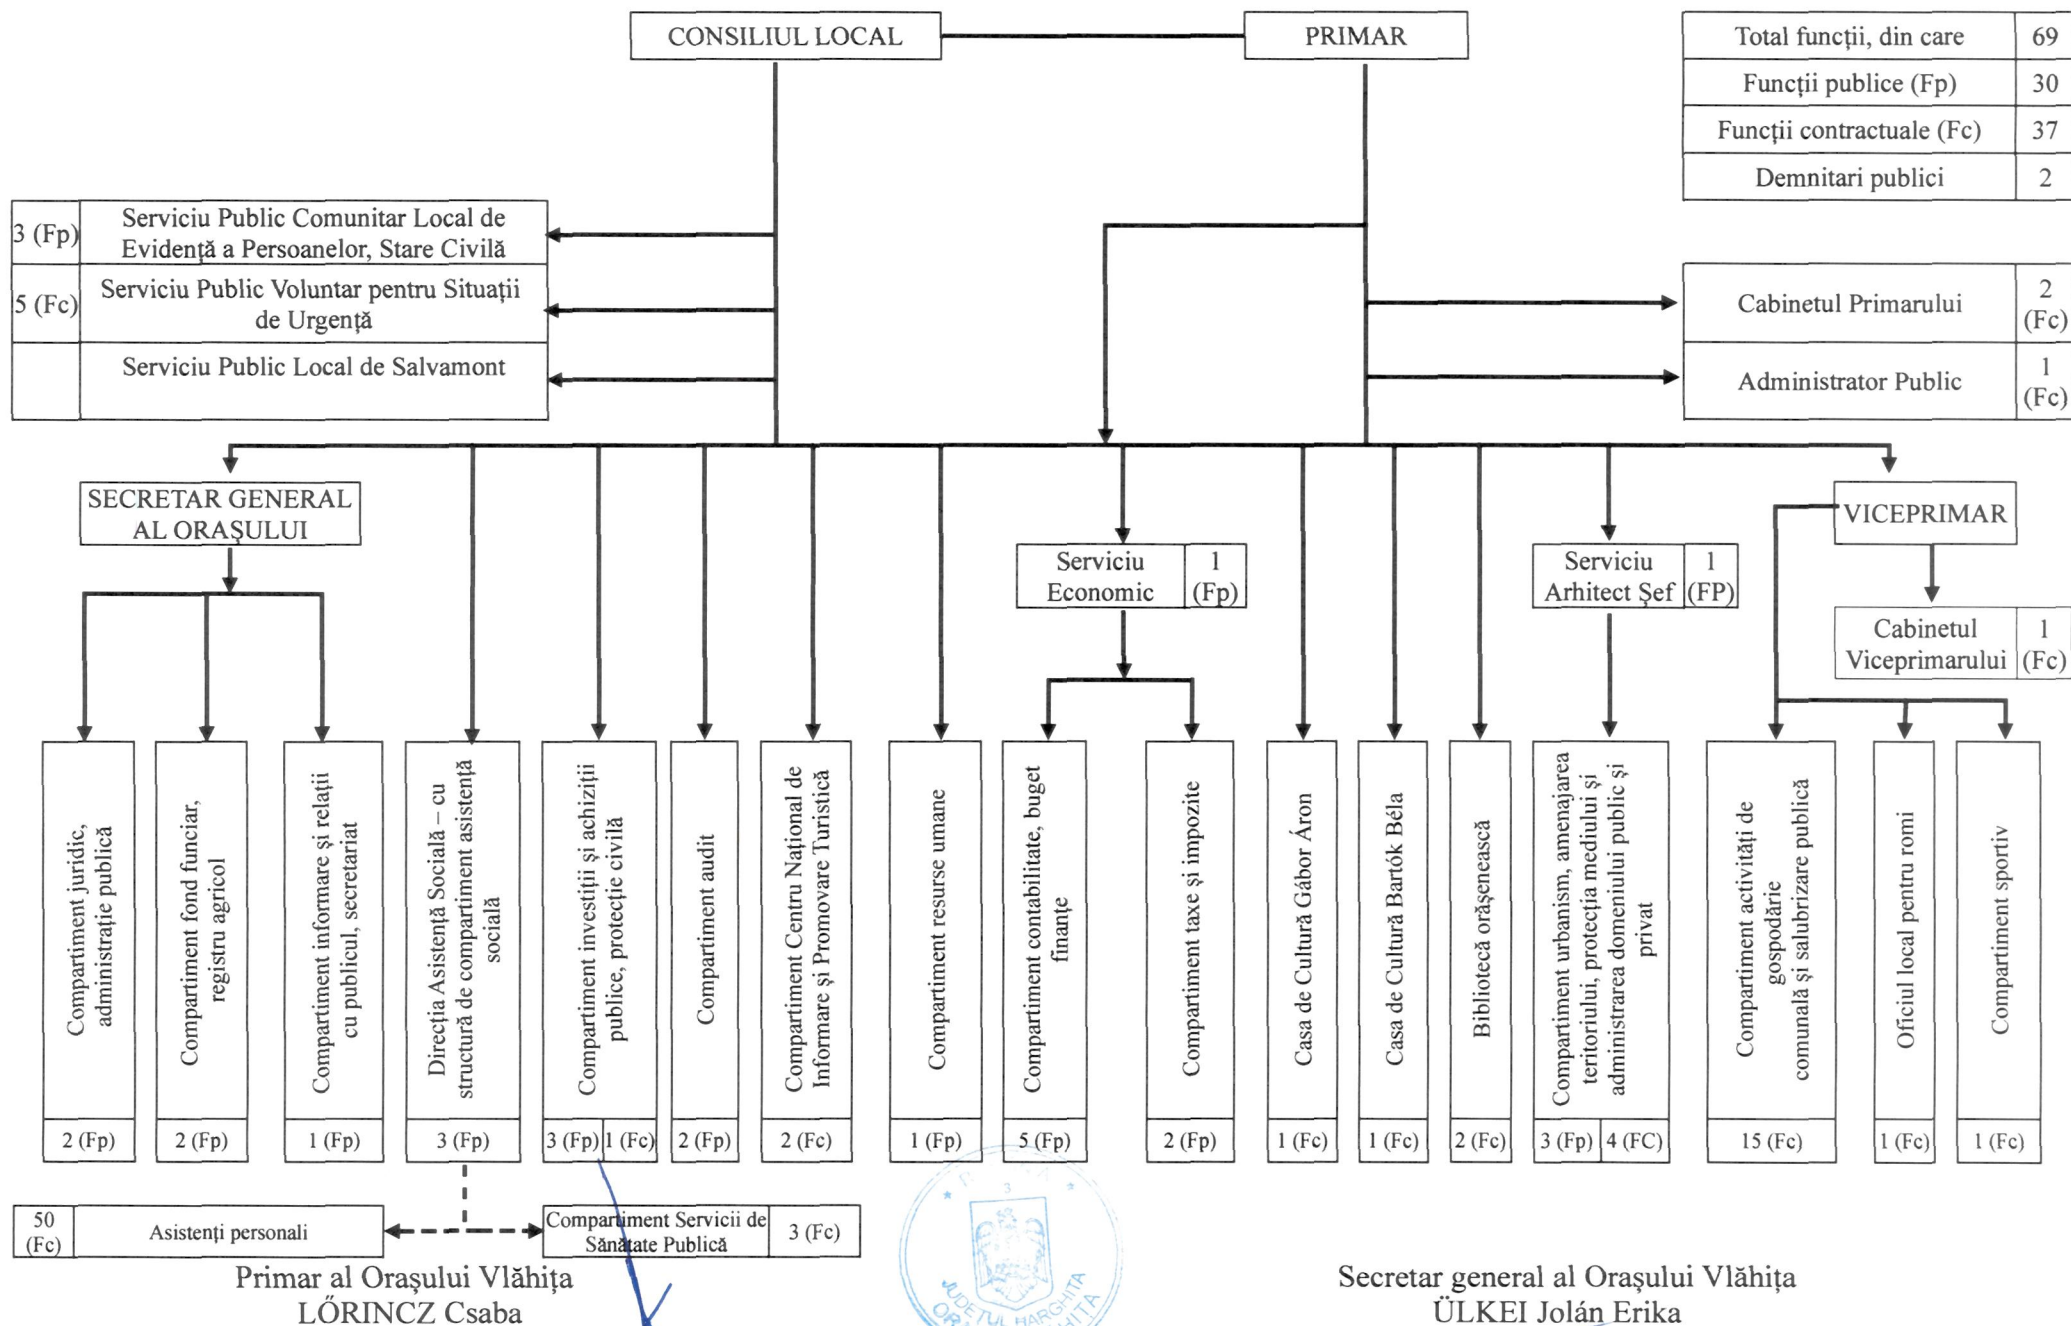 CONSILIUL LOCAL
PRIMAR
Total funcții, din care
69
Funcții publice (Fp)
30
Funcții contractuale (Fc)
37
Demnitari publici
2
3 (Fp)
Serviciu Public Comunitar Local de
Evidență a Persoanelor, Stare Civilă
5 (Fc)
Serviciu Public Voluntar pentru Situații
de Urgență
Serviciu Public Local de Salvamont
Cabinetul Primarului
2
(Fc)
Administrator Public
1
(Fc)
SECRETAR GENERAL
AL ORAȘULUI
VICEPRIMAR
Serviciu
Economic
1
(Fp)
Serviciu
Arhitect Șef
1
(FP)
Cabinetul
Viceprimarului
1
(Fc)
Compartiment juridic,
administrație publică
2 (Fp)
Compartiment fond funciar,
registru agricol
2 (Fp)
Compartiment informare și relații
cu publicul, secretariat
1 (Fp)
Direcția Asistență Socială – cu
structură de compartiment asistență
socială
3 (Fp)
Compartiment investiții și achiziții
publice, protecție civilă
3 (Fp)
1 (Fc)
Compartiment audit
2 (Fp)
Compartiment Centru Național de
Informare și Promovare Turistică
2 (Fc)
Compartiment resurse umane
1 (Fp)
Compartiment contabilitate, buget
finanțe
5 (Fp)
Compartiment taxe și impozite
2 (Fp)
Casa de Cultură Gábor Áron
1 (Fc)
Casa de Cultură Bartók Béla
1 (Fc)
Bibliotecă orășenească
2 (Fc)
Compartiment urbanism, amenajarea
teritoriului, protecția mediului și
administrarea domeniului public și
privat
3 (Fp)
4 (FC)
Compartiment activități de
gospodărie
comunală și salubrizare publică
15 (Fc)
Oficiul local pentru romi
1 (Fc)
Compartiment sportiv
1 (Fc)
50
(Fc)
Asistenți personali
Compartiment Servicii de
Sănătate Publică
3 (Fc)
3
JUDEȚUL HARGHITA
Primar al Orașului Vlăhița
LŐRINCZ Csaba
Secretar general al Orașului Vlăhița
ÜLKEI Jolán Erika